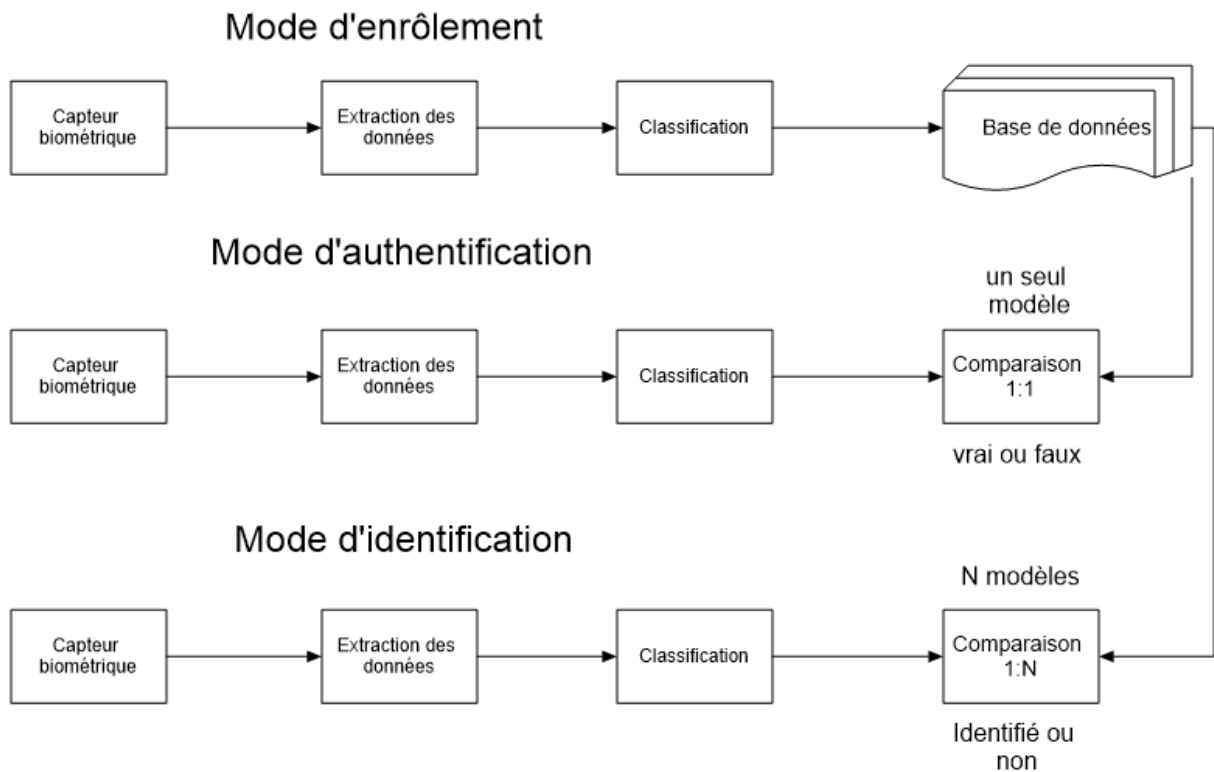 Mode d'enrôlement
Capteur
biométrique
Extraction des
données
Classification
Base de données
Mode d'authentification
un seul
modèle
Capteur
biométrique
Extraction des
données
Classification
Comparaison
1:1
vrai ou faux
Mode d'identification
N modèles
Capteur
biométrique
Extraction des
données
Classification
Comparaison
1:N
Identifié ou
non